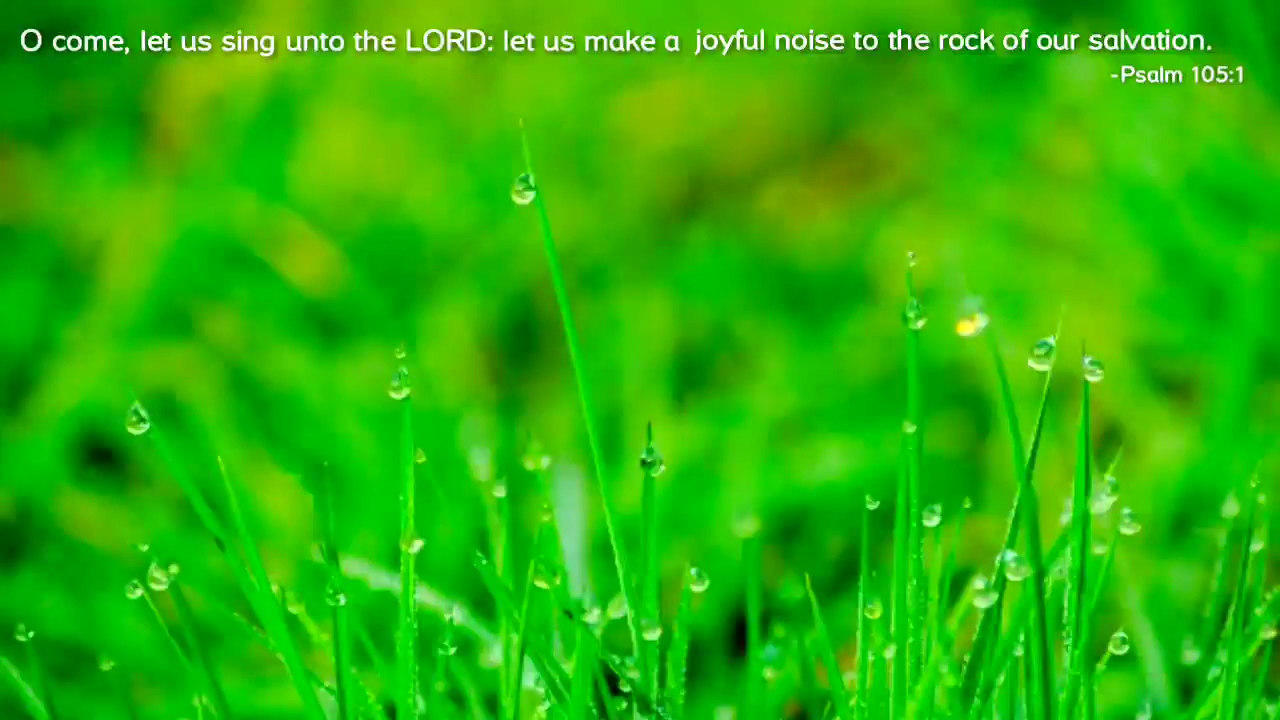 O come, let us sing unto the LORD: let us make a joyful noise to the rock of our salvation.
-Psalm 105:1